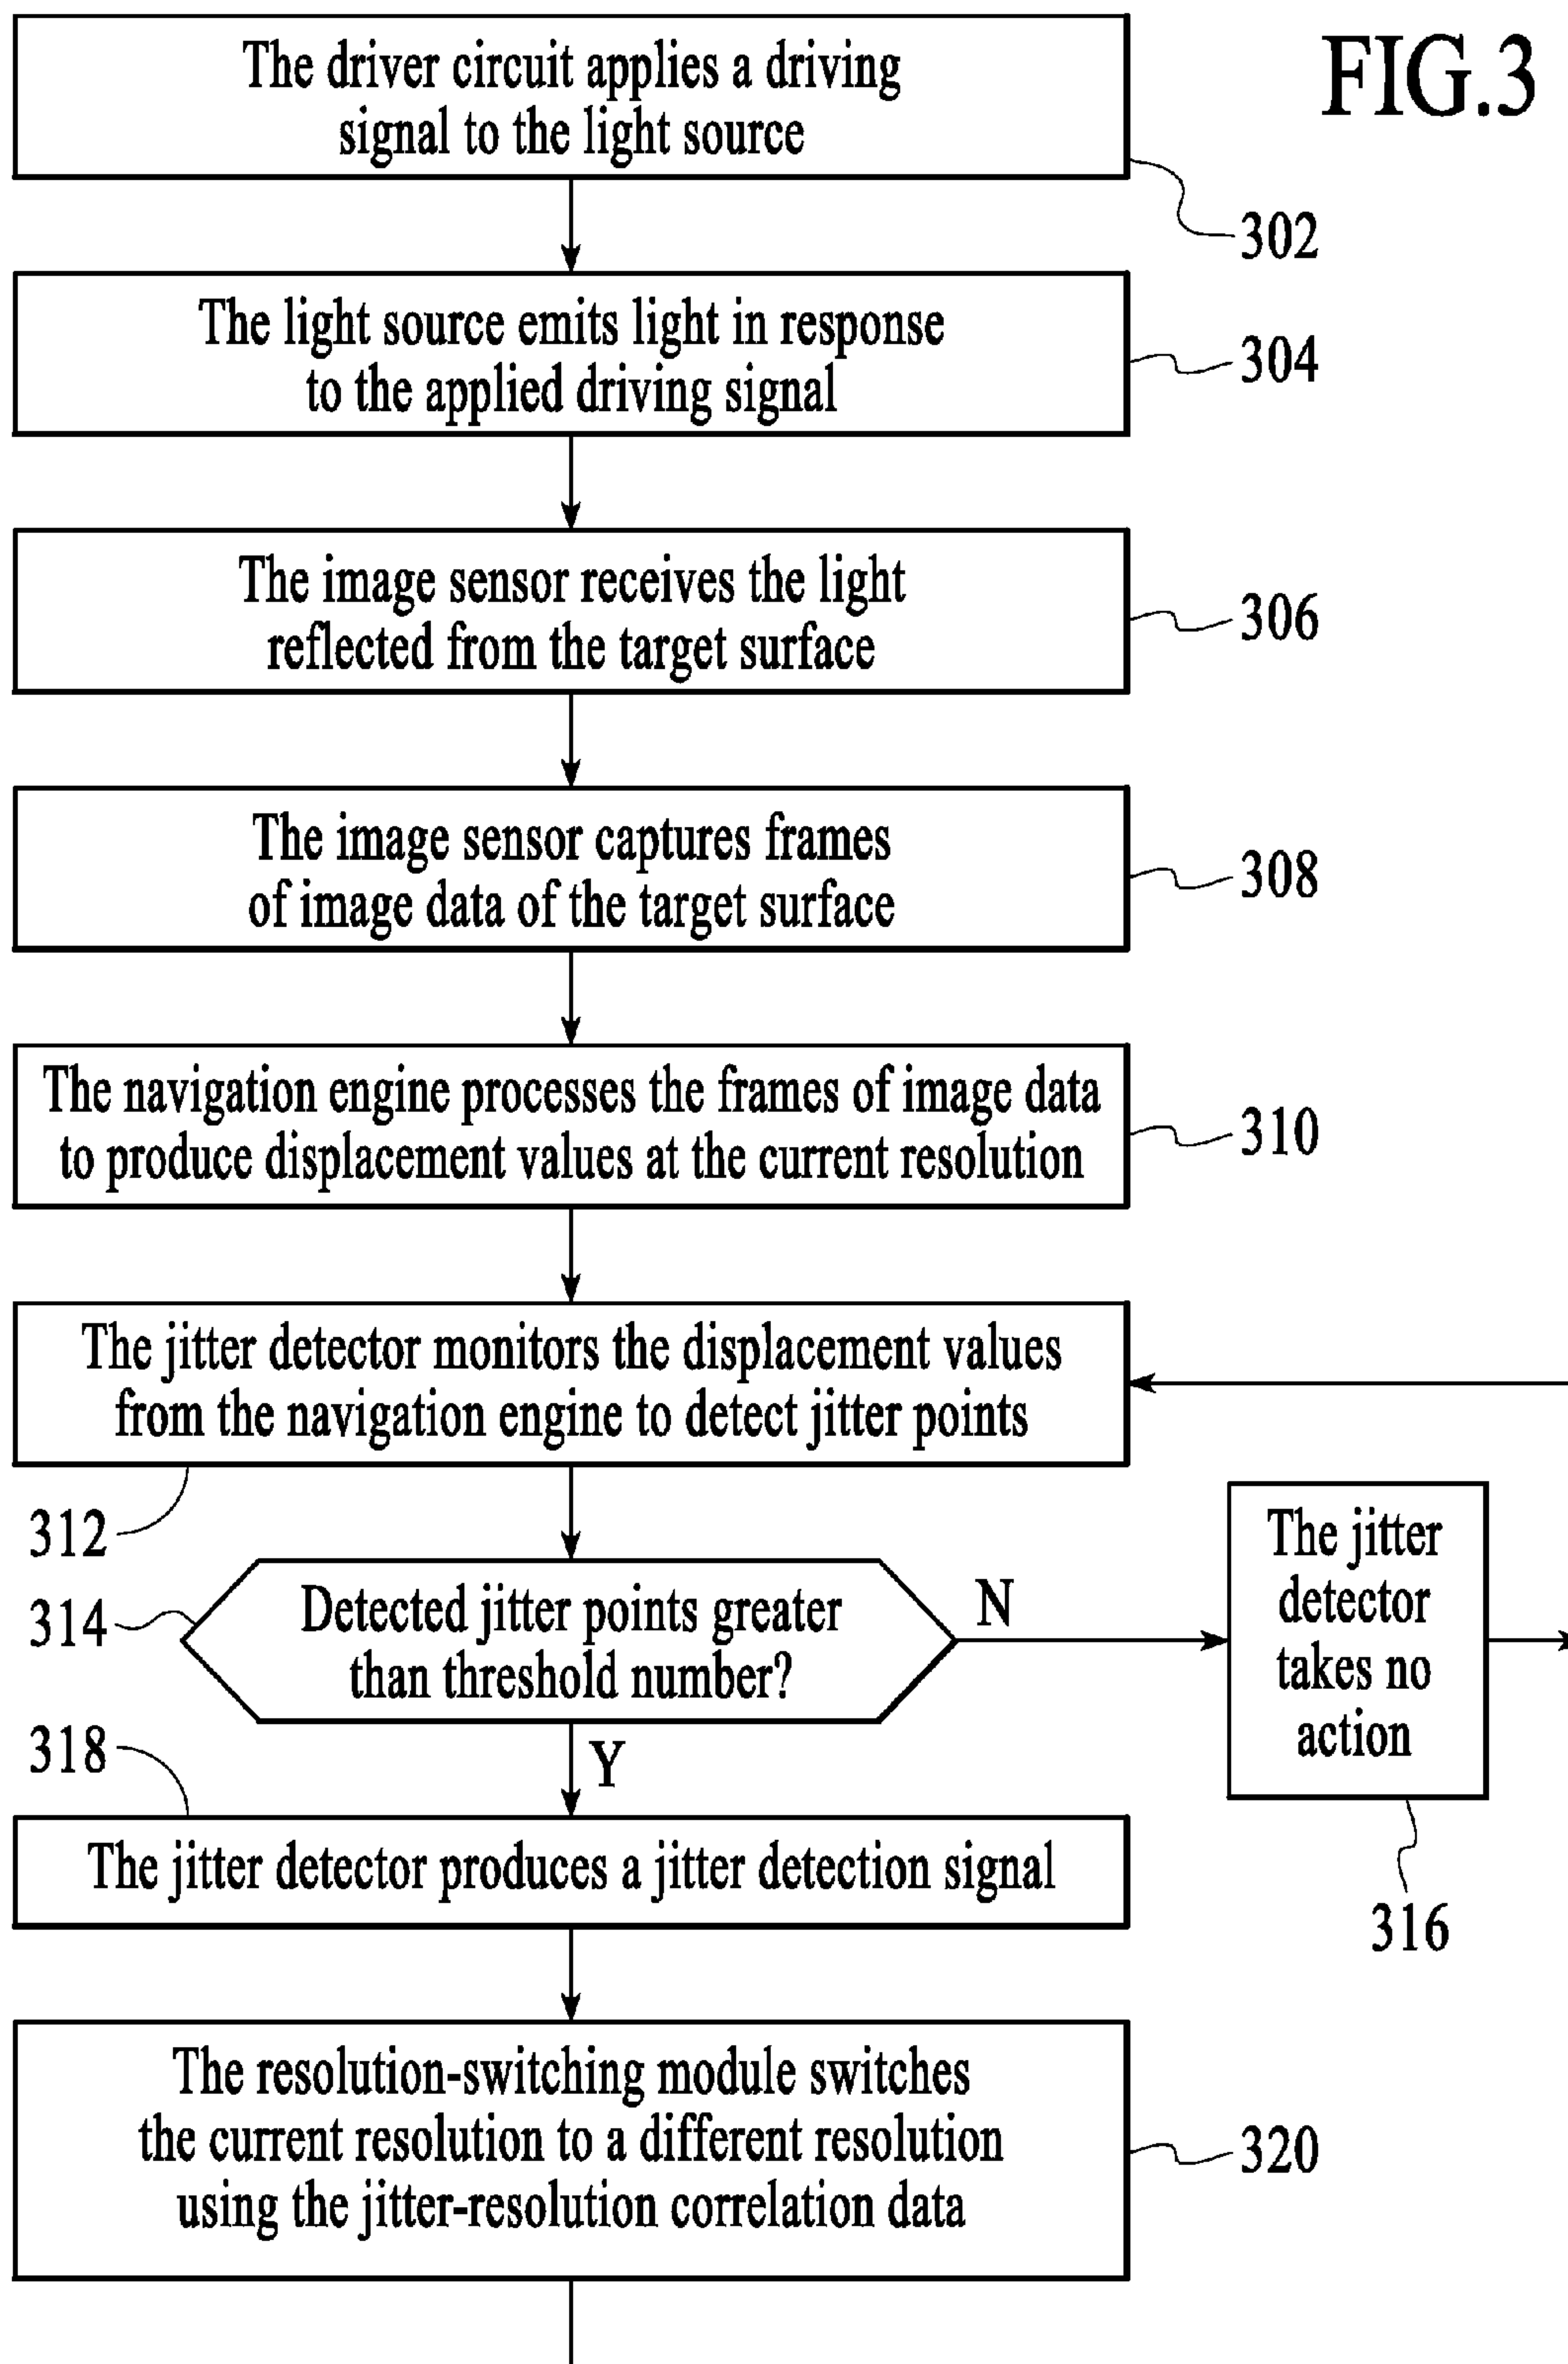 FIG.3
The driver circuit applies a driving
signal to the light source
302
The light source emits light in response
to the applied driving signal
304
The image sensor receives the light
reflected from the target surface
306
The image sensor captures frames
of image data of the target surface
308
The navigation engine processes the frames of image data
to produce displacement values at the current resolution
310
The jitter detector monitors the displacement values
from the navigation engine to detect jitter points
312
Detected jitter points greater
than threshold number?
314
N
The jitter
detector
takes no
action
316
Y
318
The jitter detector produces a jitter detection signal
The resolution-switching module switches
the current resolution to a different resolution
using the jitter-resolution correlation data
320